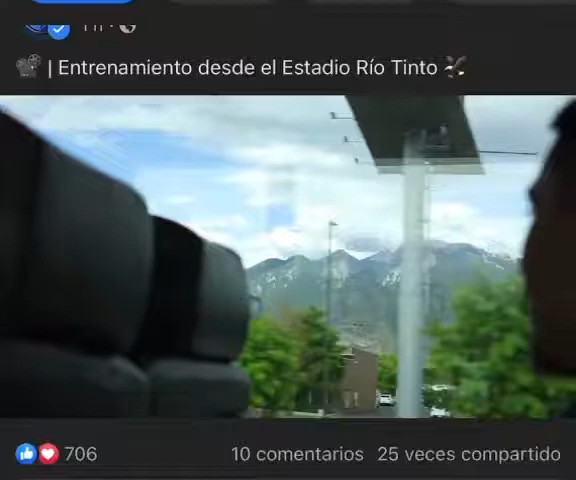 | Entrenamiento desde el Estadio Río Tinto
706
10 comentarios 25 veces compartido